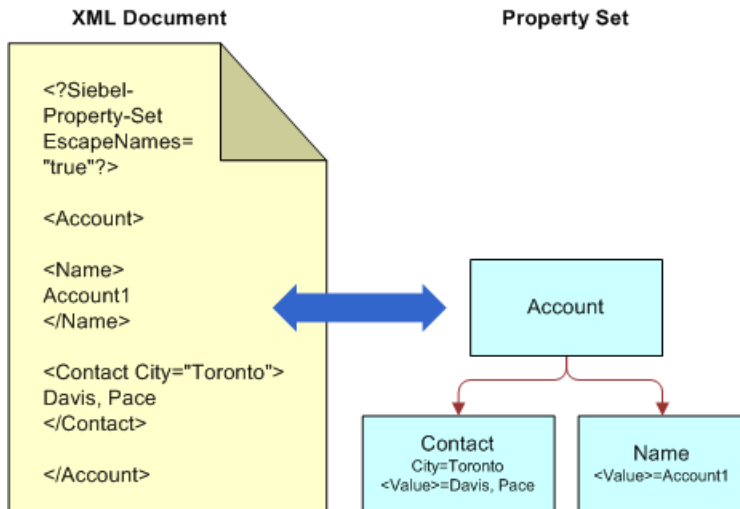 XML Document
<?Siebel-
Property-Set
EscapeNames=
"true"?>
<Account>
<Name>
Account1
</Name>
<Contact City="Toronto">
Davis, Pace
</Contact>
</Account>
Property Set
Account
Contact
City=Toronto
<Value>=Davis, Pace
Name
<Value>=Account1